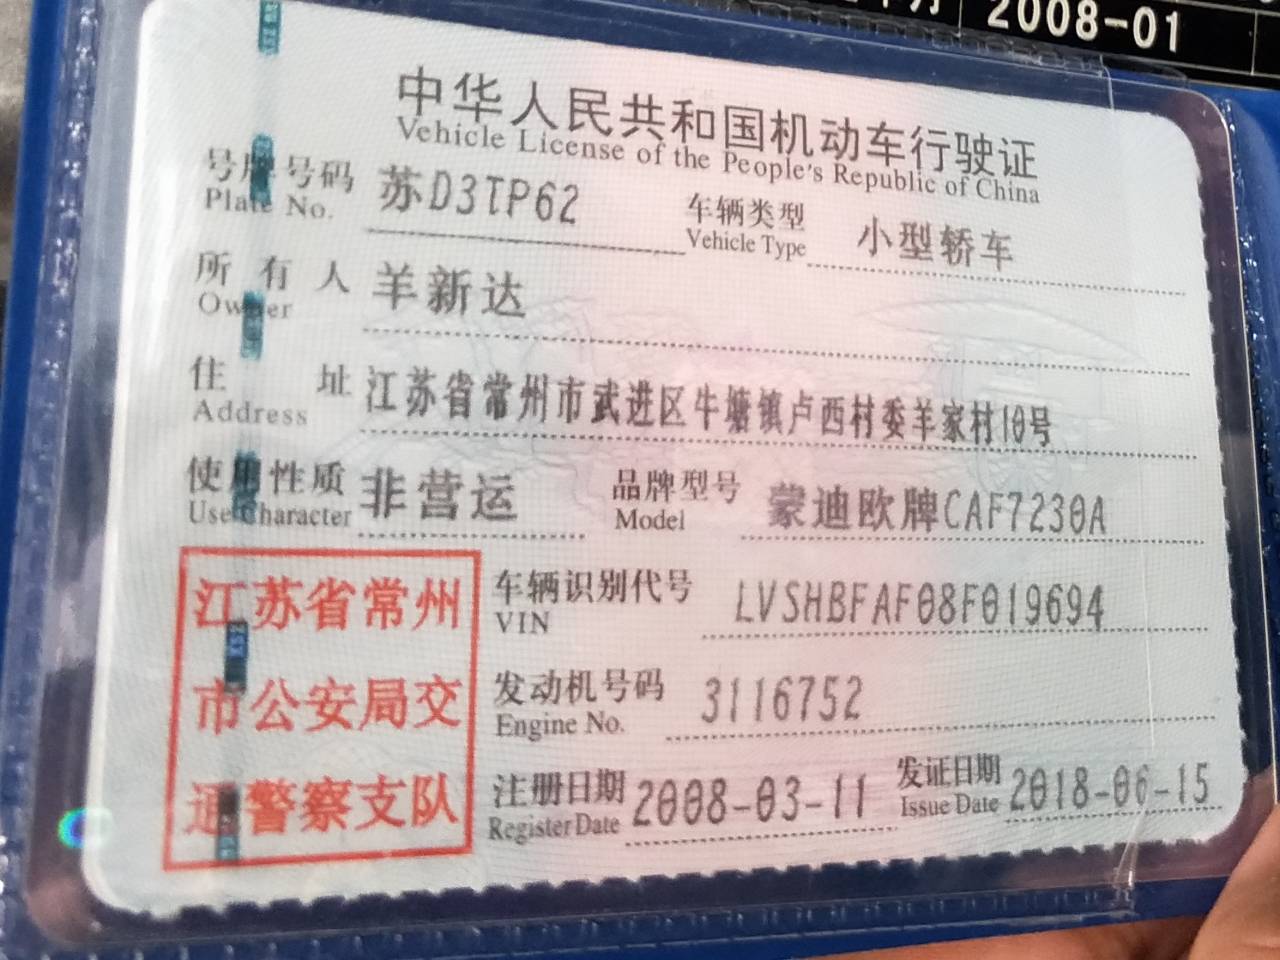 2008-01
中华人民共和国机动车行驶证
Vehicle License of the People's Republic of China
号牌号码 苏D3TP62 车辆类型 小型轿车
Plate No. Vehicle Type
所有人 羊新达
Owner
住址 江苏省常州市武进区牛塘镇卢西村委羊家村10号
Address
使用性质 非营运 品牌型号 蒙迪欧牌CAF7230A
Use Character Model
江苏省常州
市公安局交
通警察支队
车辆识别代号 LVSHBFAF08F019694
VIN
发动机号码 3116752
Engine No.
注册日期 2008-03-11 发证日期 2018-06-15
Register Date Issue Date